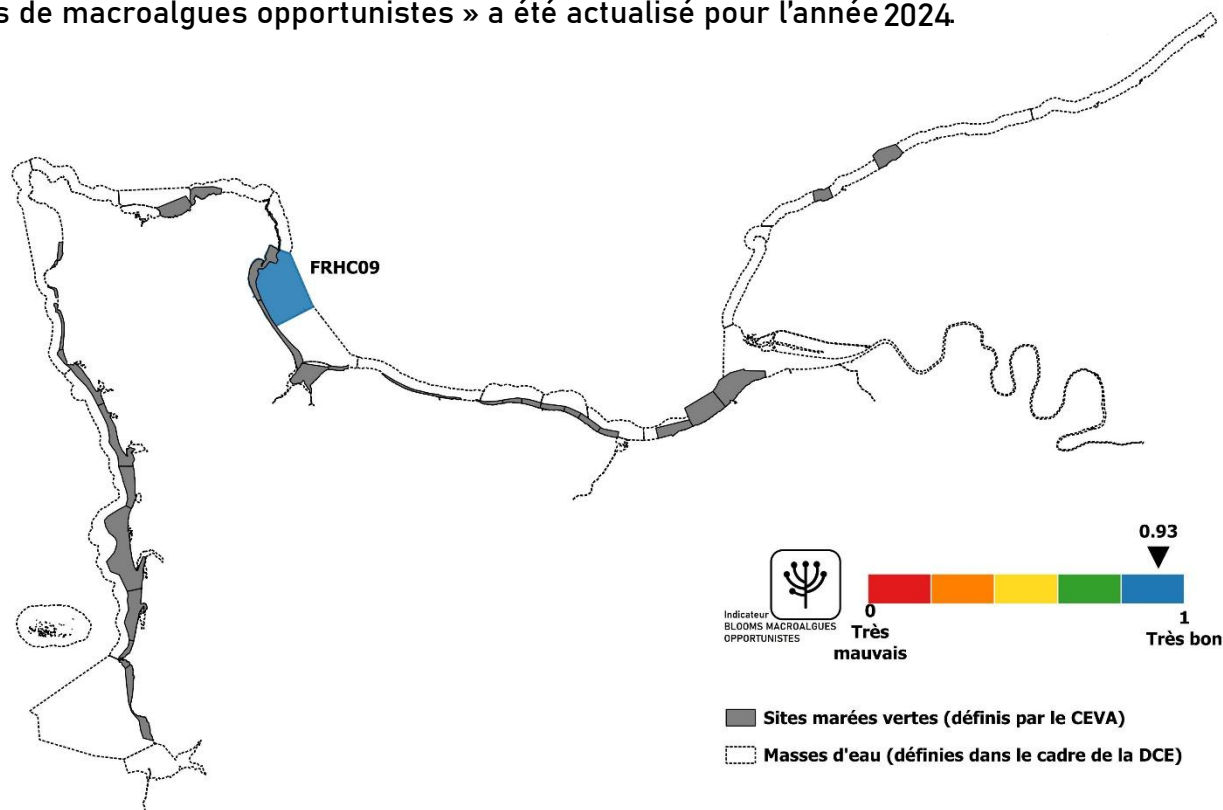 s de macroalgues opportunistes » a été actualisé pour l'année 2024.
FRHC09
0.93
Indicateur
BLOOMS MACROALGUES
OPPORTUNISTES
0
Très
mauvais
1
Très bon
Sites marées vertes (définis par le CEVA)
Masses d'eau (définies dans le cadre de la DCE)